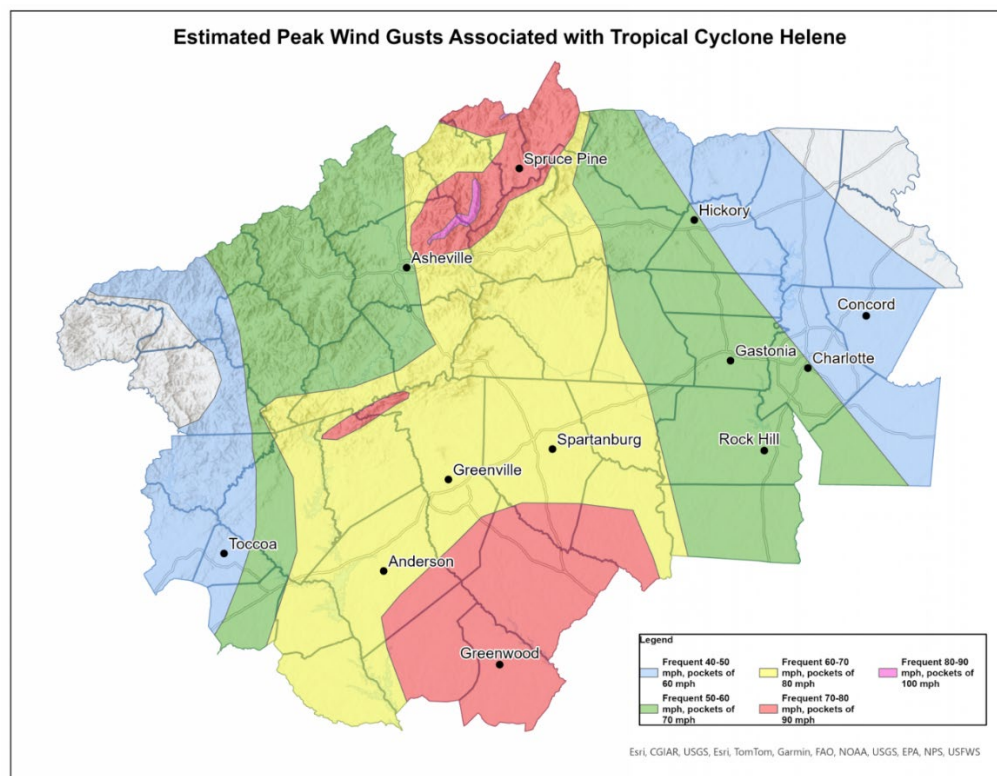 Estimated Peak Wind Gusts Associated with Tropical Cyclone Helene
Spruce Pine
Hickory
Asheville
Concord
Gastonia
Charlotte
Spartanburg
Rock Hill
Greenville
Toccoa
Anderson
Greenwood
Legend
Frequent 40-50
mph, pockets of
60 mph
Frequent 50-60
mph, pockets of
70 mph
Frequent 60-70
mph, pockets of
80 mph
Frequent 70-80
mph, pockets of
90 mph
Frequent 80-90
mph, pockets of
100 mph
Esri, CGIAR, USGS, Esri, TomTom, Garmin, FAO, NOAA, USGS, EPA, NPS, USFWS